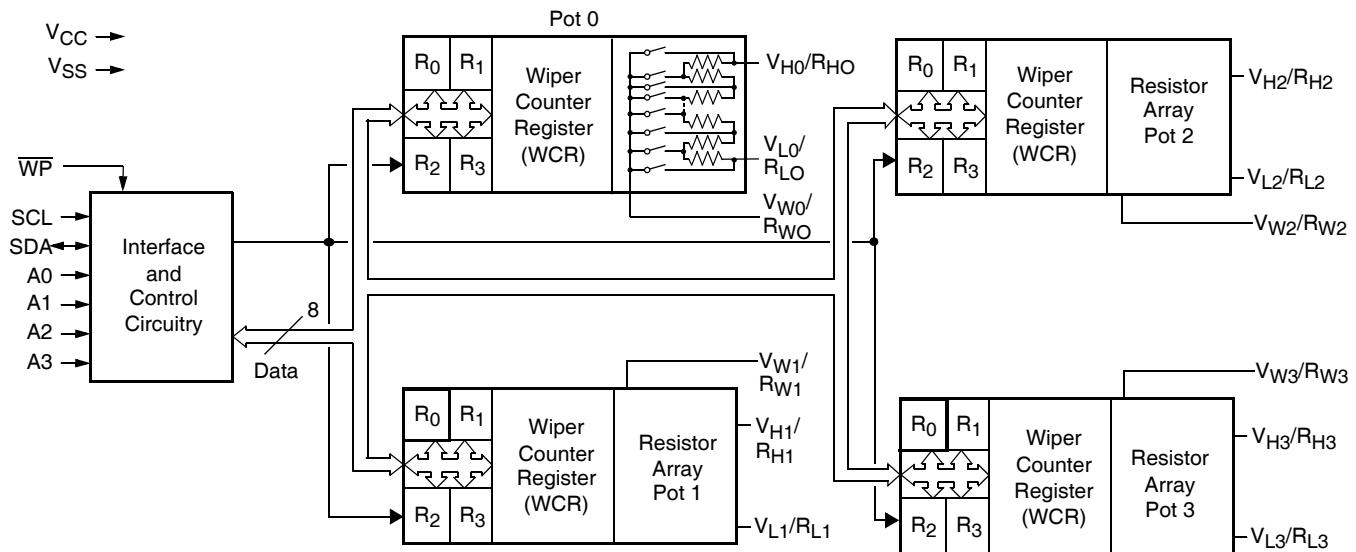 Pot 0
VCC
VSS
R0 R1
R2 R3
Wiper
Counter
Register
(WCR)
VH0/RHO
VL0/
RLO
VW0/
RWO
R0 R1
R2 R3
Wiper
Counter
Register
(WCR)
Resistor
Array
Pot 2
VH2/RH2
VL2/RL2
VW2/RW2
WP
SCL
SDA
A0
A1
A2
A3
Interface
and
Control
Circuitry
8
Data
R0 R1
R2 R3
Wiper
Counter
Register
(WCR)
Resistor
Array
Pot 1
VW1/
RW1
VH1/
RH1
VL1/RL1
R0 R1
R2 R3
Wiper
Counter
Register
(WCR)
Resistor
Array
Pot 3
VW3/RW3
VH3/RH3
VL3/RL3